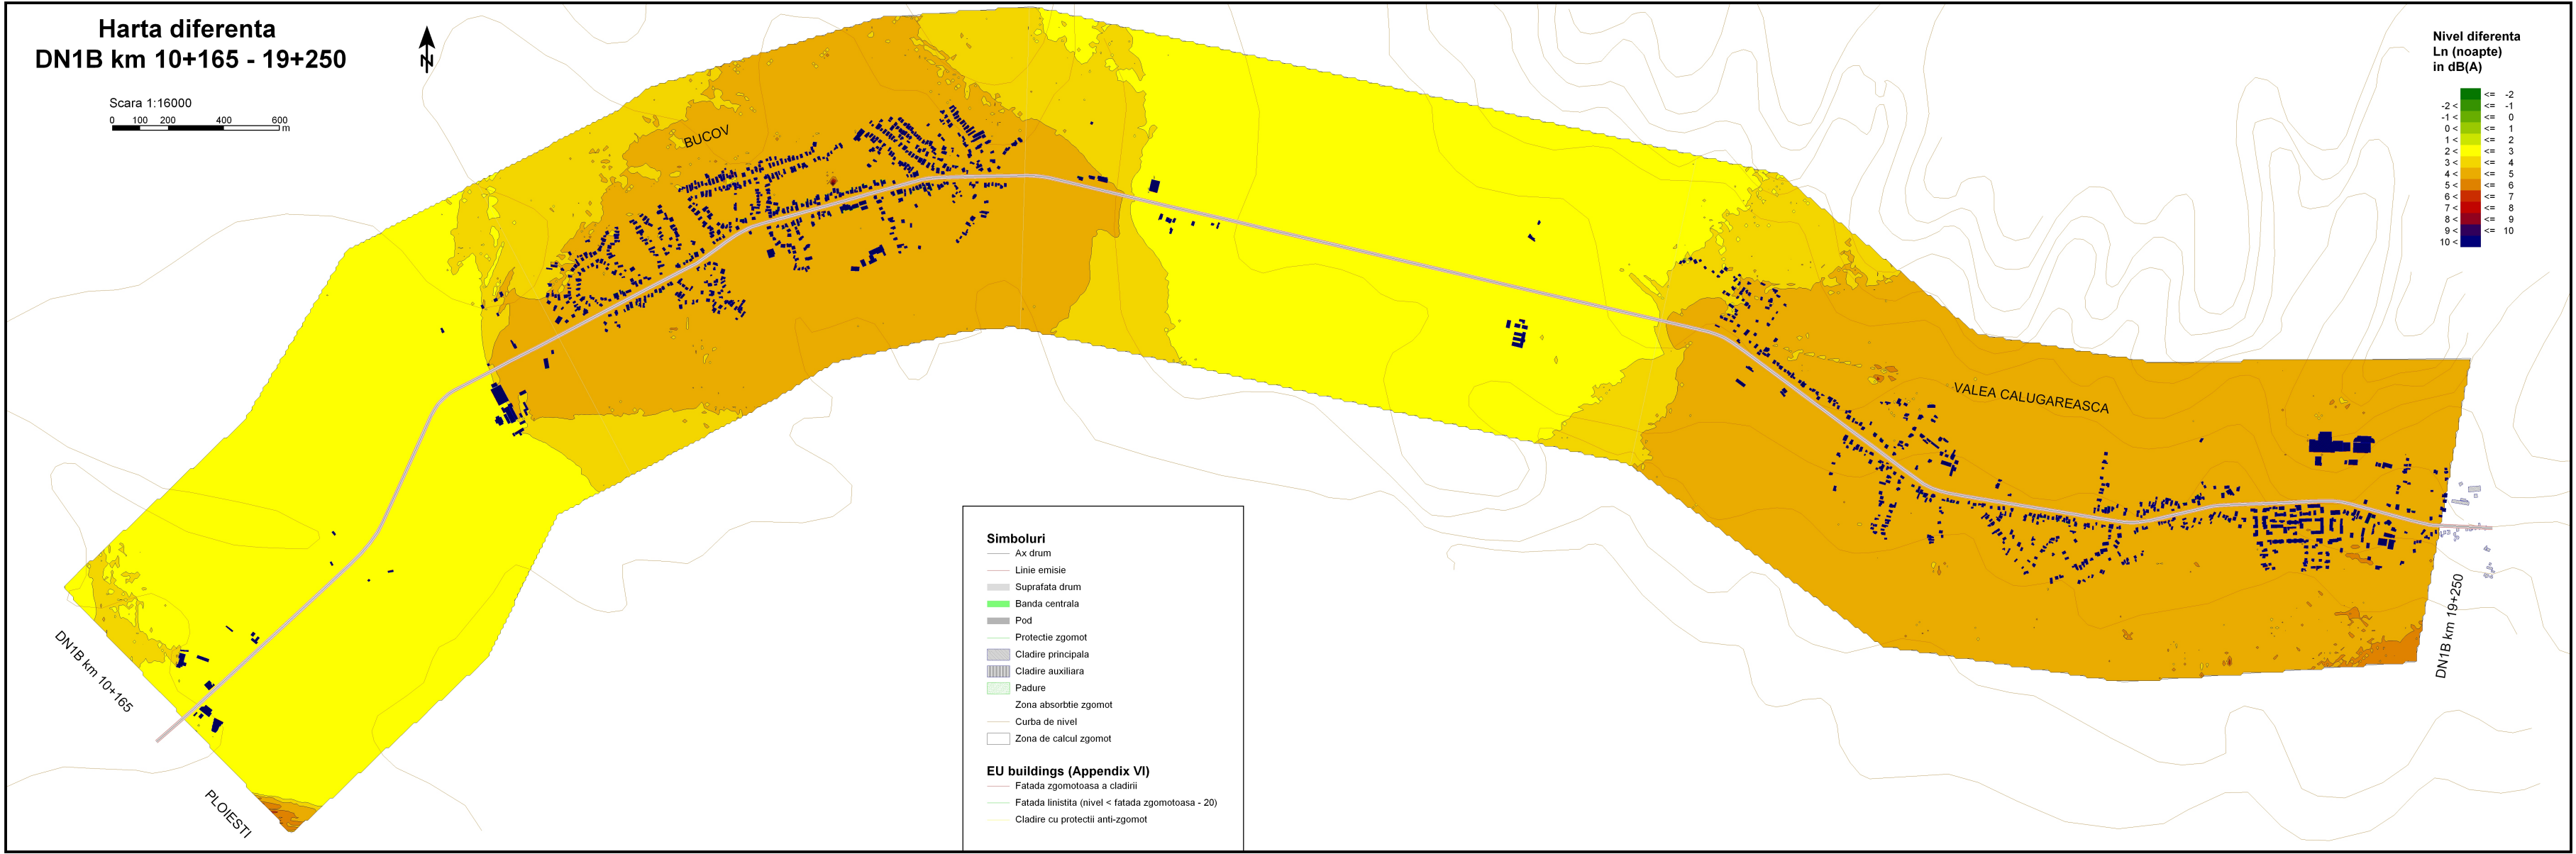 Harta diferenta
DN1B km 10+165 - 19+250
N
Scara 1:16000
0 100 200 400 600
m
Nivel diferenta
Ln (noapte)
in dB(A)
<= -2
-2 < <= -1
-1 < <= 0
0 < <= 1
1 < <= 2
2 < <= 3
3 < <= 4
4 < <= 5
5 < <= 6
6 < <= 7
7 < <= 8
8 < <= 9
9 < <= 10
10 <
BUCOV
VALEA CALUGAREASCA
DN1B km 10+165
PLOIESTI
DN1B km 19+250
Simboluri
Ax drum
Linie emisie
Suprafata drum
Banda centrala
Pod
Protectie zgomot
Cladire principala
Cladire auxiliara
Padure
Zona absorbtie zgomot
Curba de nivel
Zona de calcul zgomot
EU buildings (Appendix VI)
Fatada zgomotoasa a cladirii
Fatada linistita (nivel < fatada zgomotoasa - 20)
Cladire cu protectii anti-zgomot